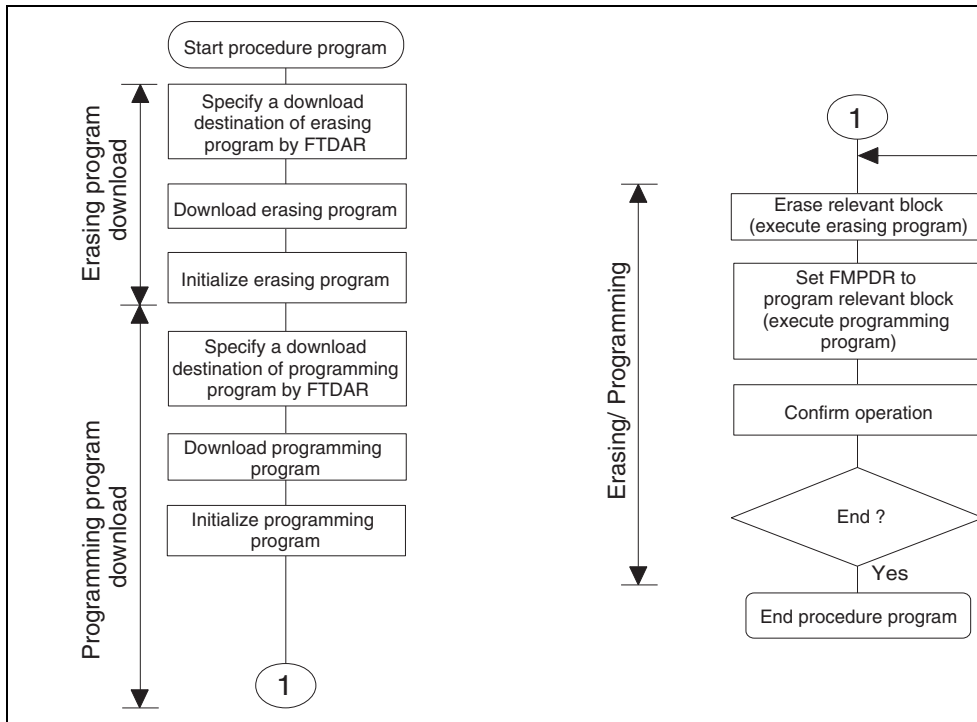 Start procedure program
Erasing program
download
Specify a download
destination of erasing
program by FTDAR
Download erasing program
Initialize erasing program
Programming program
download
Specify a download
destination of programming
program by FTDAR
Download programming
program
Initialize programming
program
1
1
Erasing/ Programming
Erase relevant block
(execute erasing program)
Set FMPDR to
program relevant block
(execute programming
program)
Confirm operation
End ?
Yes
End procedure program